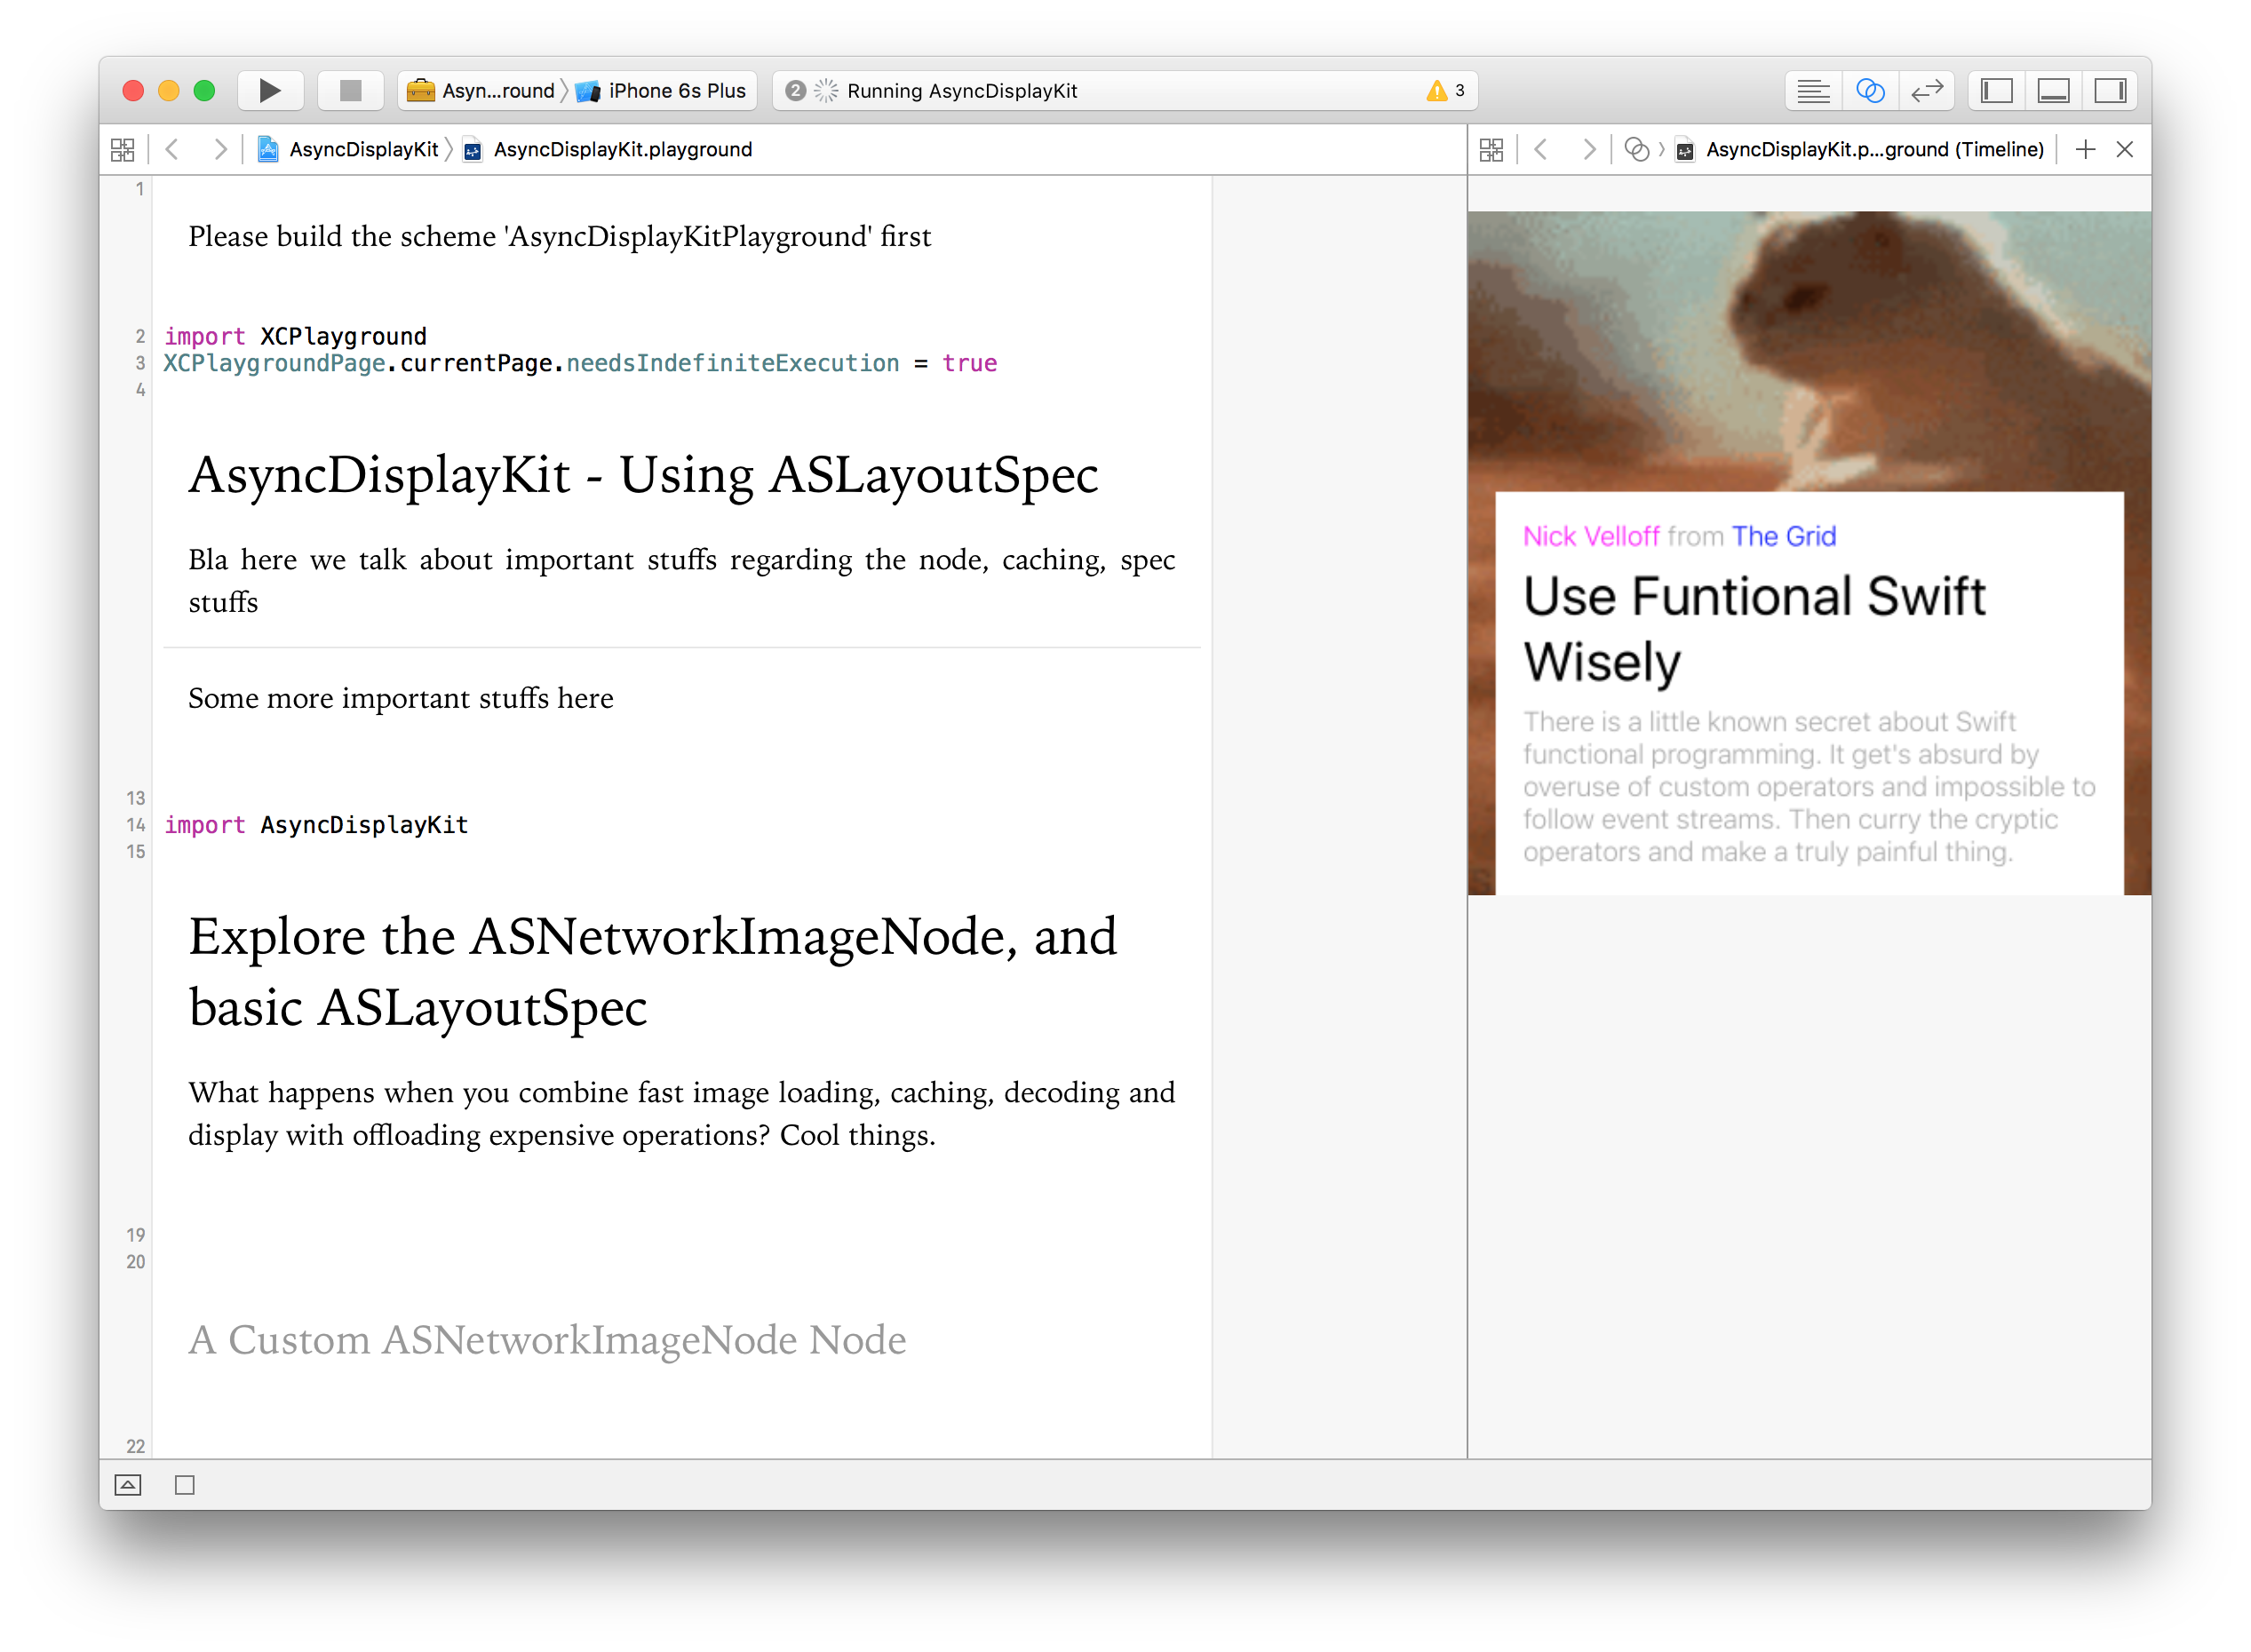 Asyn...round 〉 iPhone 6s Plus
2 Running AsyncDisplayKit 3
AsyncDisplayKit 〉 AsyncDisplayKit.playground
AsyncDisplayKit.p...ground (Timeline)
1
Please build the scheme 'AsyncDisplayKitPlayground' first
2 import XCPlayground
3 XCPlaygroundPage.currentPage.needsIndefiniteExecution = true
4
AsyncDisplayKit - Using ASLayoutSpec
Bla here we talk about important stuffs regarding the node, caching, spec
stuffs
Some more important stuffs here
13
14 import AsyncDisplayKit
15
Explore the ASNetworkImageNode, and
basic ASLayoutSpec
What happens when you combine fast image loading, caching, decoding and
display with offloading expensive operations? Cool things.
19
20
A Custom ASNetworkImageNode Node
22
Nick Velloff from The Grid
Use Funtional Swift
Wisely
There is a little known secret about Swift
functional programming. It get's absurd by
overuse of custom operators and impossible to
follow event streams. Then curry the cryptic
operators and make a truly painful thing.